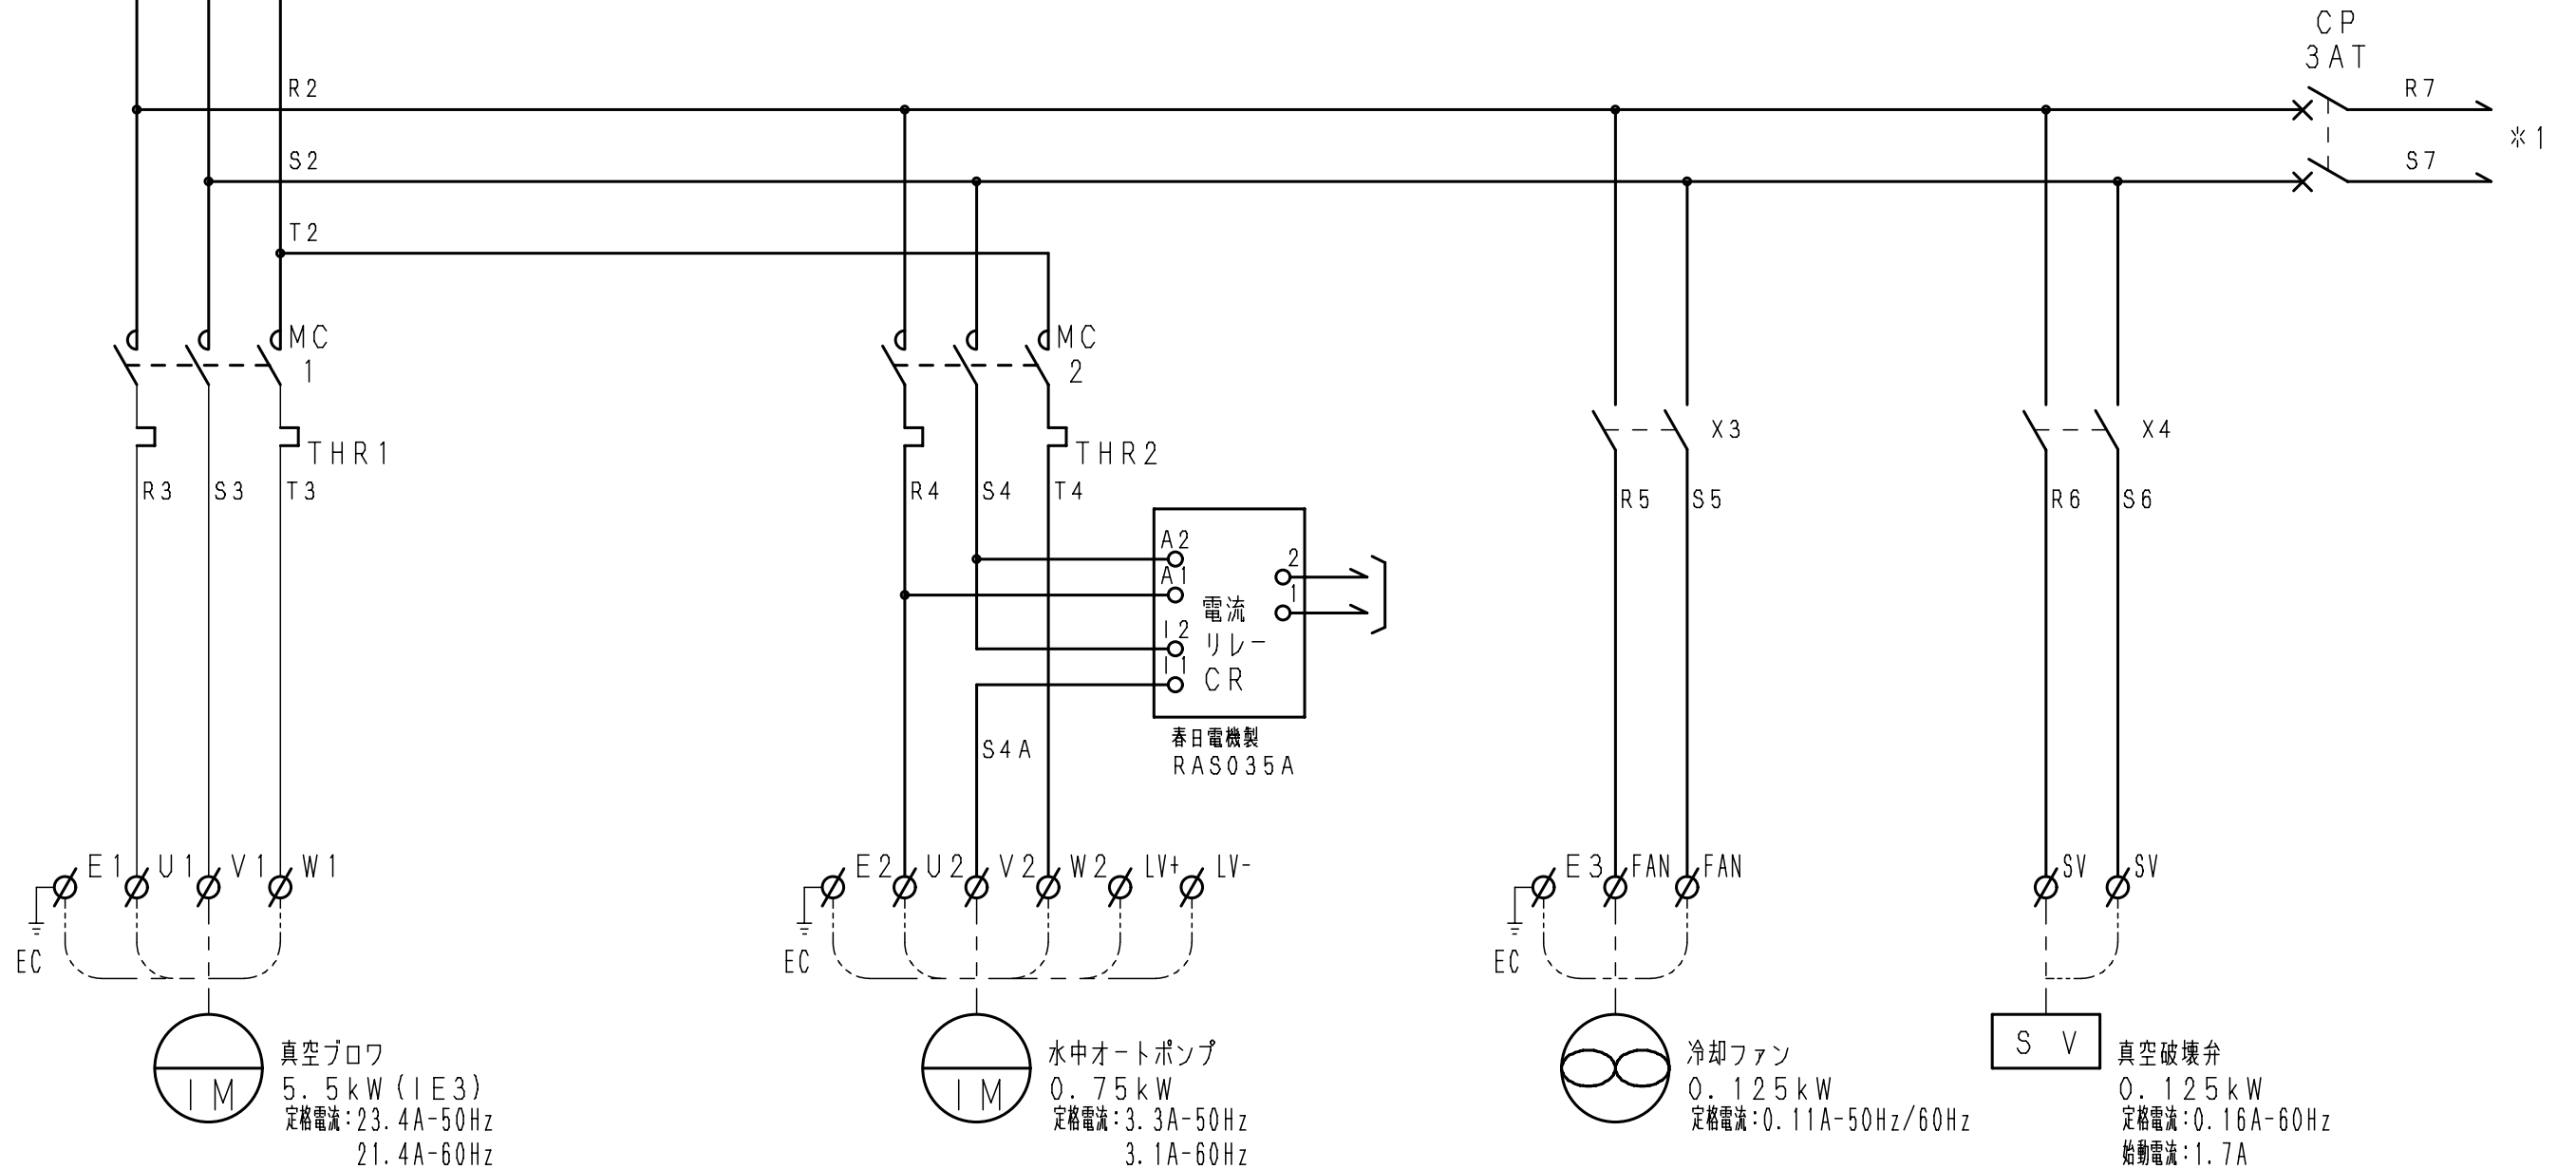 CP
3AT
R2
R7
※1
S2
S7
T2
MC
1
MC
2
X3
X4
THR1
THR2
R3
S3
T3
R4
S4
T4
R5
S5
R6
S6
A2
A1
I2
I1
2
1
電流
リレー
CR
春日電機製
RAS035A
S4A
E1
U1
V1
W1
E2
U2
V2
W2
LV+
LV-
E3
FAN
FAN
SV
SV
EC
EC
EC
IM
真空ブロワ
5.5kW(IE3)
定格電流:23.4A-50Hz
21.4A-60Hz
IM
水中オートポンプ
0.75kW
定格電流:3.3A-50Hz
3.1A-60Hz
冷却ファン
0.125kW
定格電流:0.11A-50Hz/60Hz
SV
真空破壊弁
0.125kW
定格電流:0.16A-60Hz
始動電流:1.7A